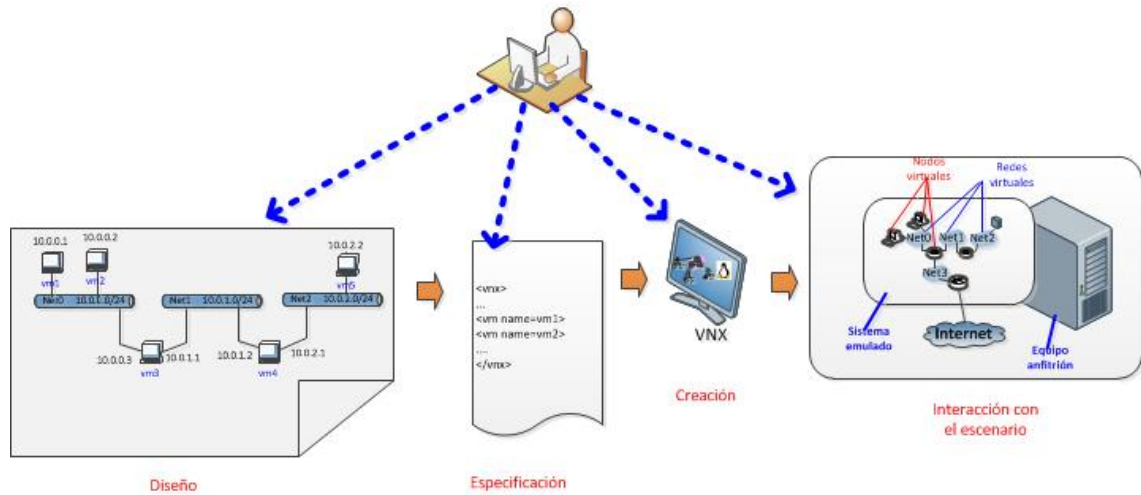 Nodos
virtuales
Redes
virtuales
10.0.0.1
10.0.0.2
10.0.2.2
vm1
vm2
vm5
Net0 10.0.0.0/24
Net1 10.0.1.0/24
Net2 10.0.2.0/24
10.0.0.3
10.0.1.1
10.0.1.2
10.0.2.1
vm3
vm4
<vnx>
...
<vm name=vm1>
<vm name=vm2>
....
</vnx>
VNX
Net0
Net1
Net2
Net3
Sistema
emulado
Internet
Equipo
anfitrión
Diseño
Especificación
Creación
Interacción con
el escenario